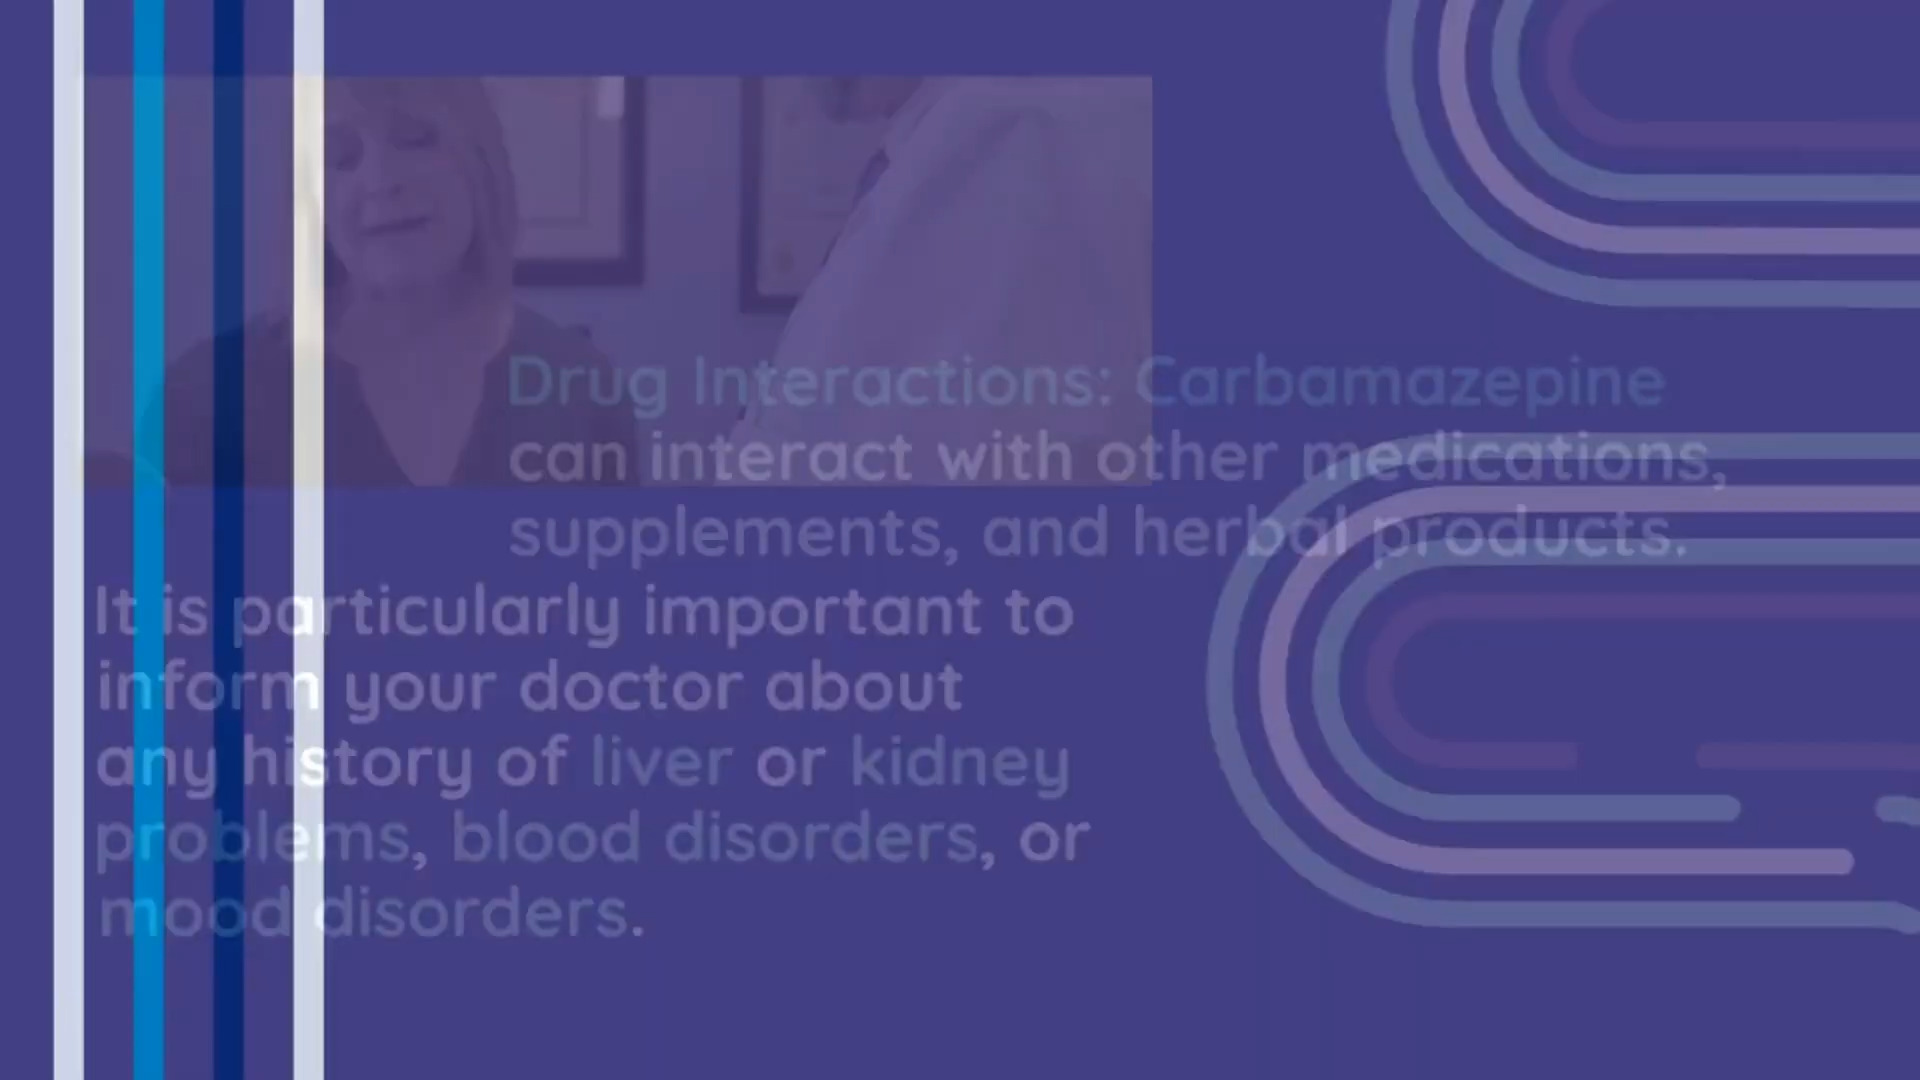 Drug Interactions: Carbamazepine
can interact with other medications,
supplements, and herbal products.
It is particularly important to
inform your doctor about
any history of liver or kidney
problems, blood disorders, or
mood disorders.